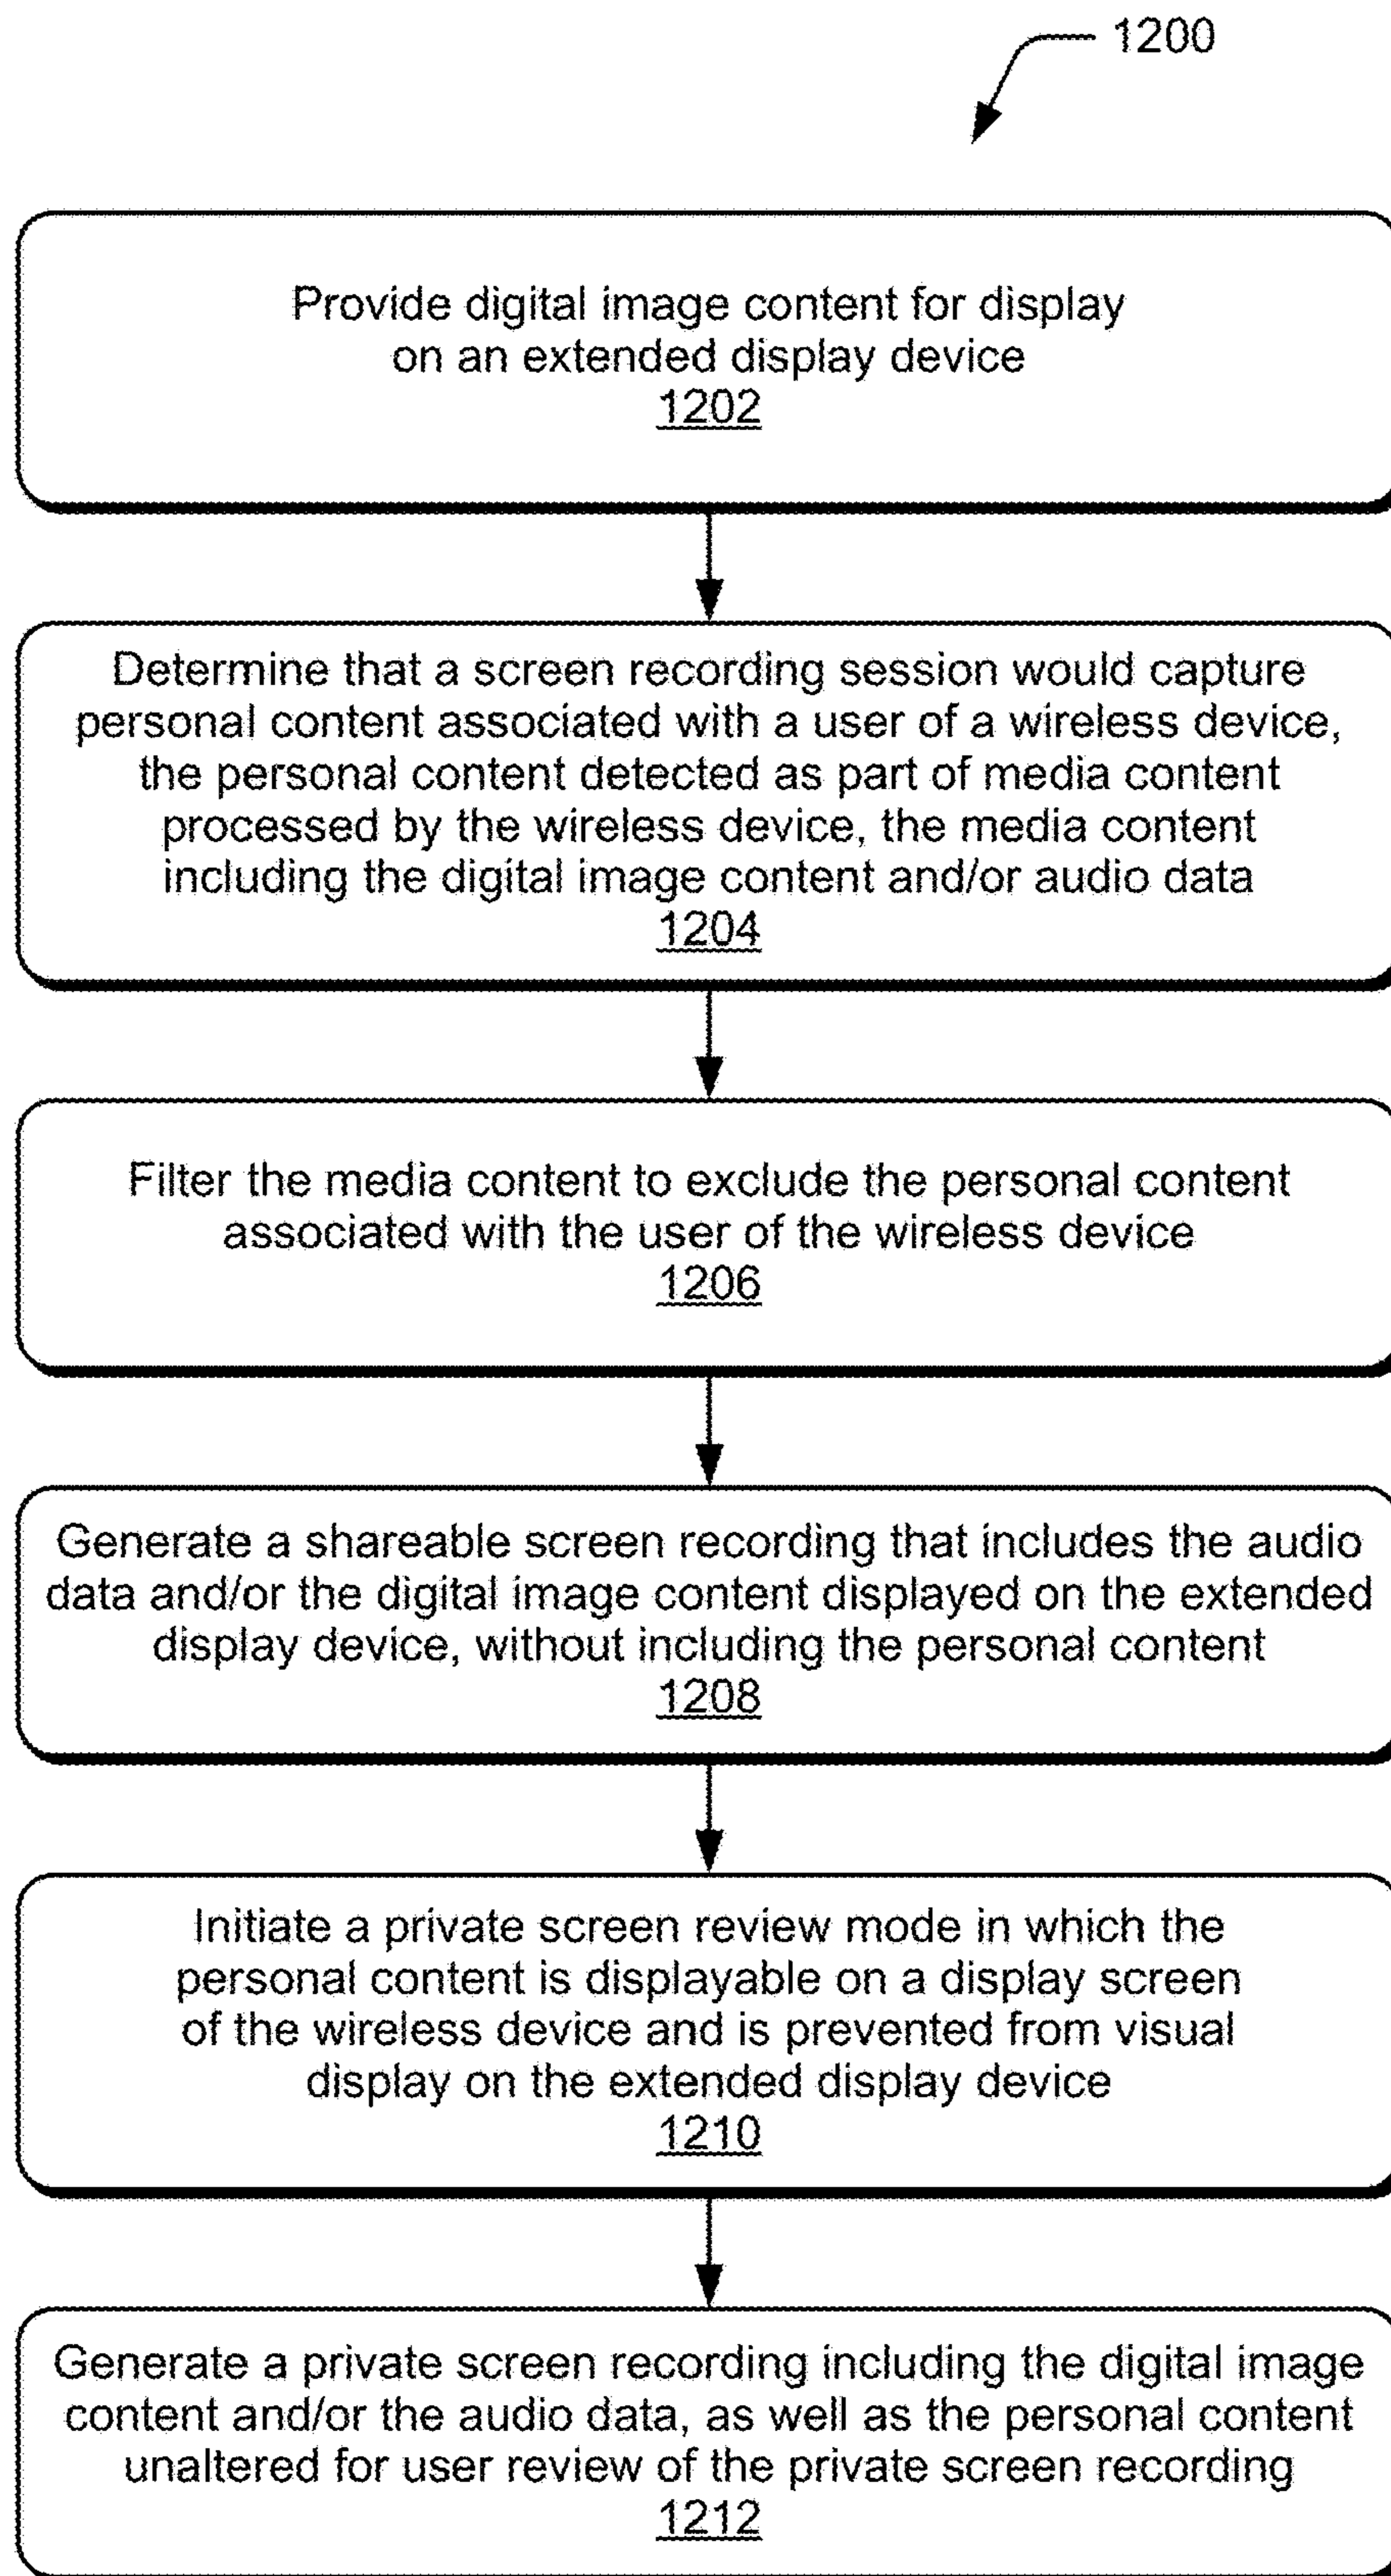 1200
Provide digital image content for display
on an extended display device
1202
Determine that a screen recording session would capture
personal content associated with a user of a wireless device,
the personal content detected as part of media content
processed by the wireless device, the media content
including the digital image content and/or audio data
1204
Filter the media content to exclude the personal content
associated with the user of the wireless device
1206
Generate a shareable screen recording that includes the audio
data and/or the digital image content displayed on the extended
display device, without including the personal content
1208
Initiate a private screen review mode in which the
personal content is displayable on a display screen
of the wireless device and is prevented from visual
display on the extended display device
1210
Generate a private screen recording including the digital image
content and/or the audio data, as well as the personal content
unaltered for user review of the private screen recording
1212